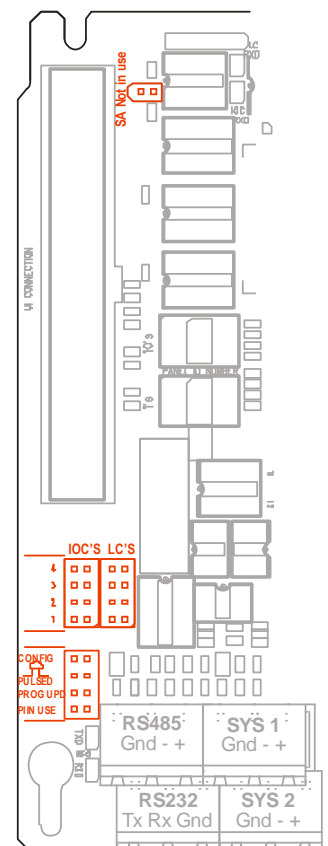 SA Not in use
UI CONNECTION
PANEL ID NUMBER
IOC'S LC'S
4
3
2
1
CONFIG
PULSED
PROG UPD
PIN USE
RS485
Gnd - +
SYS 1
Gnd - +
RS232
Tx Rx Gnd
SYS 2
Gnd - +